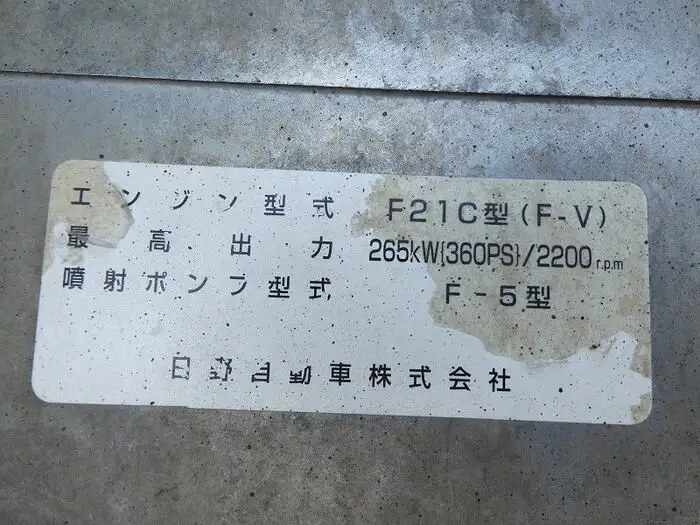 エンジン型式 F21C型(F-V)
最高出力 265kW{360PS}/2200r.p.m
噴射ポンプ型式 F-5型
日野自動車株式会社